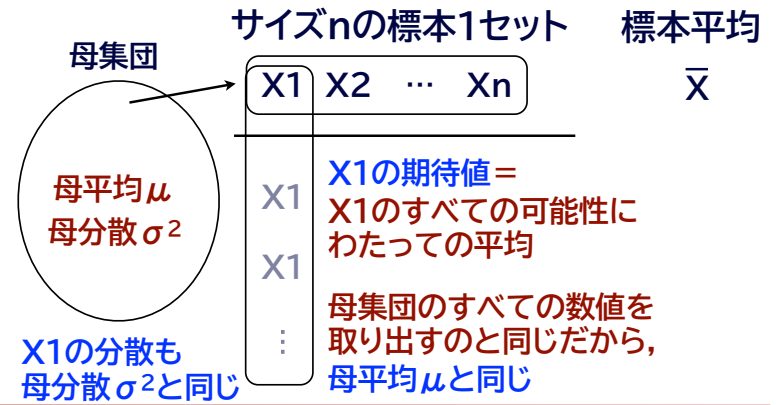 サイズnの標本1セット
標本平均
母集団
X1 X2 … Xn
X̅
母平均μ
母分散σ²
X1
X1
⋮
X1の期待値＝
X1のすべての可能性に
わたっての平均
母集団のすべての数値を
取り出すのと同じだから，
母平均μと同じ
X1の分散も
母分散σ²と同じ